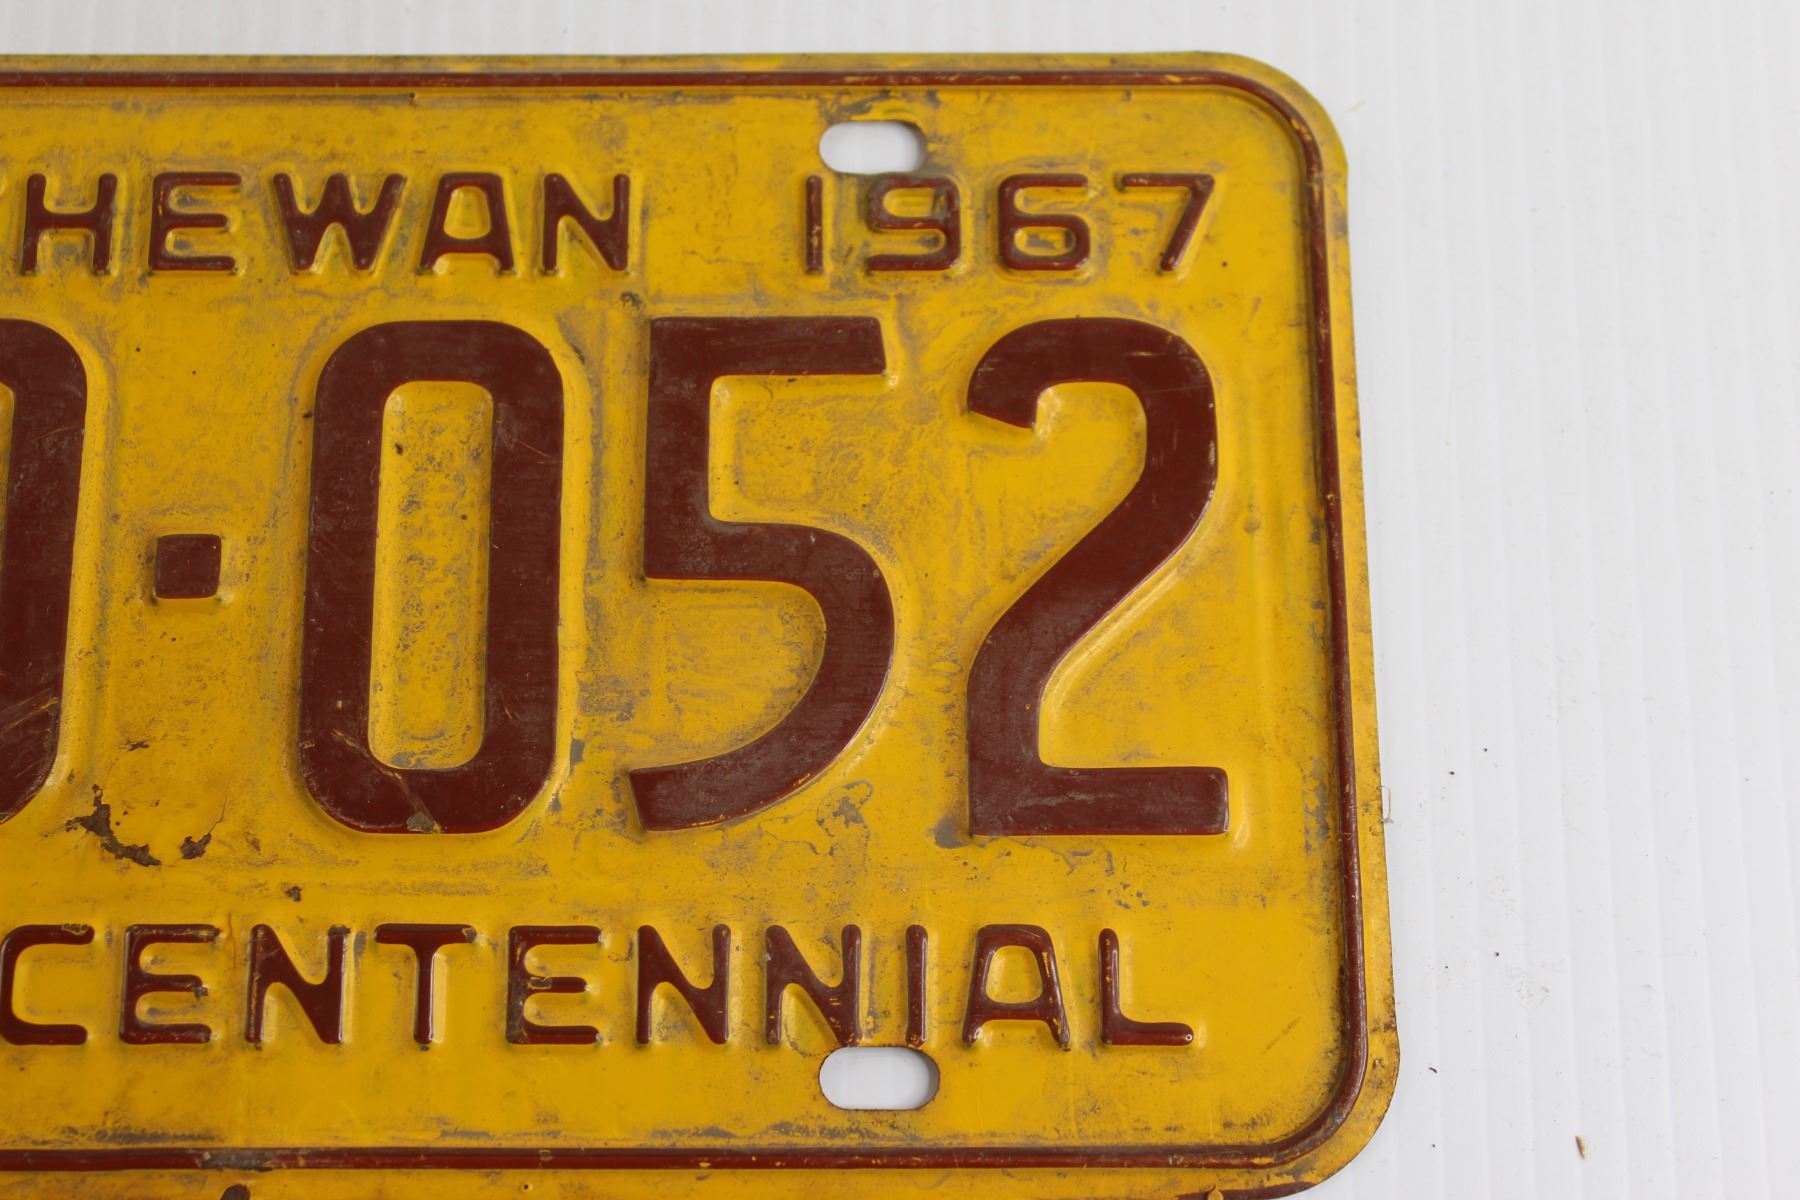 HEWAN 1967
0·052
CENTENNIAL